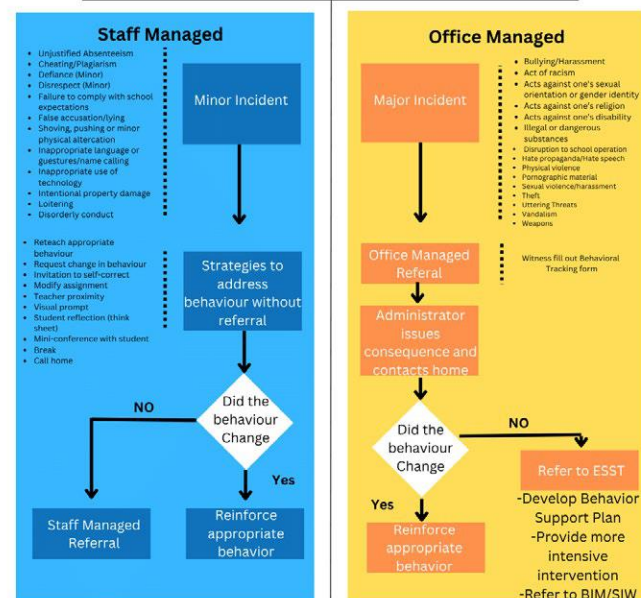 Staff Managed
• Unjustified Absenteeism
• Cheating/Plagiarism
• Defiance (Minor)
• Disrespect (Minor)
• Failure to comply with school
expectations
• False accusation/lying
• Shoving, pushing or minor
physical altercation
• Inappropriate language or
guestures/name calling
• Inappropriate use of
technology
• Intentional property damage
• Loitering
• Disorderly conduct
Minor Incident
• Reteach appropriate
behaviour
• Request change in behaviour
• Invitation to self-correct
• Modify assignment
• Teacher proximity
• Visual prompt
• Student reflection (think
sheet)
• Mini-conference with student
• Break
• Call home
Strategies to
address
behaviour without
referral
Did the
behaviour
Change
NO
Yes
Staff Managed
Referral
Reinforce
appropriate
behavior
Office Managed
Major Incident
• Bullying/Harassment
• Act of racism
• Acts against one's sexual
orientation or gender identity
• Acts against one's religion
• Acts against one's disability
• Illegal or dangerous
substances
• Disruption to school operation
• Hate propaganda/Hate speech
• Physical violence
• Pornographic material
• Sexual violence/harassment
• Theft
• Uttering Threats
• Vandalism
• Weapons
Office Managed
Referal
Witness fill out Behavioral
Tracking form
Administrator
issues
consequence and
contacts home
Did the
behaviour
Change
NO
Yes
Reinforce
appropriate
behavior
Refer to ESST
-Develop Behavior
Support Plan
-Provide more
intensive
intervention
-Refer to BIM/SIW